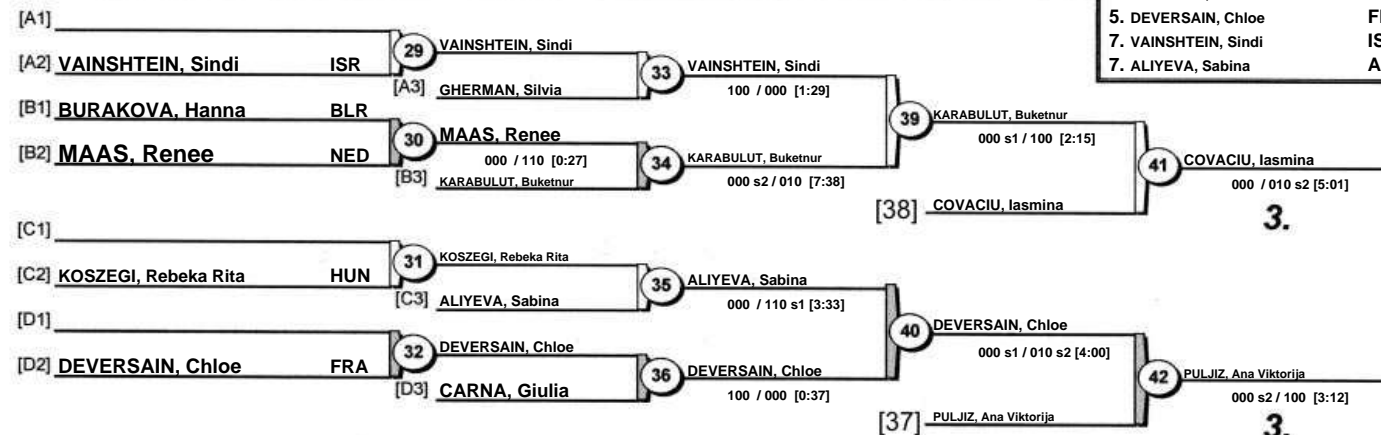 5. DEVERSAIN, Chloe
7. VAINSHTEIN, Sindi
7. ALIYEVA, Sabina A
[A1]
[A2] VAINSHTEIN, Sindi ISR
29
VAINSHTEIN, Sindi
[A3] GHERMAN, Silvia
33
VAINSHTEIN, Sindi
100 / 000 [1:29]
[B1] BURAKOVA, Hanna BLR
[B2] MAAS, Renee NED
30
MAAS, Renee
000 / 110 [0:27]
[B3] KARABULUT, Buketnur
34
KARABULUT, Buketnur
000 s2 / 010 [7:38]
39
KARABULUT, Buketnur
000 s1 / 100 [2:15]
[38] COVACIU, Iasmina
41
COVACIU, Iasmina
000 / 010 s2 [5:01]
3.
[C1]
[C2] KOSZEGI, Rebeka Rita HUN
31
KOSZEGI, Rebeka Rita
[C3] ALIYEVA, Sabina
35
ALIYEVA, Sabina
000 / 110 s1 [3:33]
[D1]
[D2] DEVERSAIN, Chloe FRA
32
DEVERSAIN, Chloe
[D3] CARNA, Giulia
36
DEVERSAIN, Chloe
100 / 000 [0:37]
40
DEVERSAIN, Chloe
000 s1 / 010 s2 [4:00]
[37] PULJIZ, Ana Viktorija
42
PULJIZ, Ana Viktorija
000 s2 / 100 [3:12]
3.